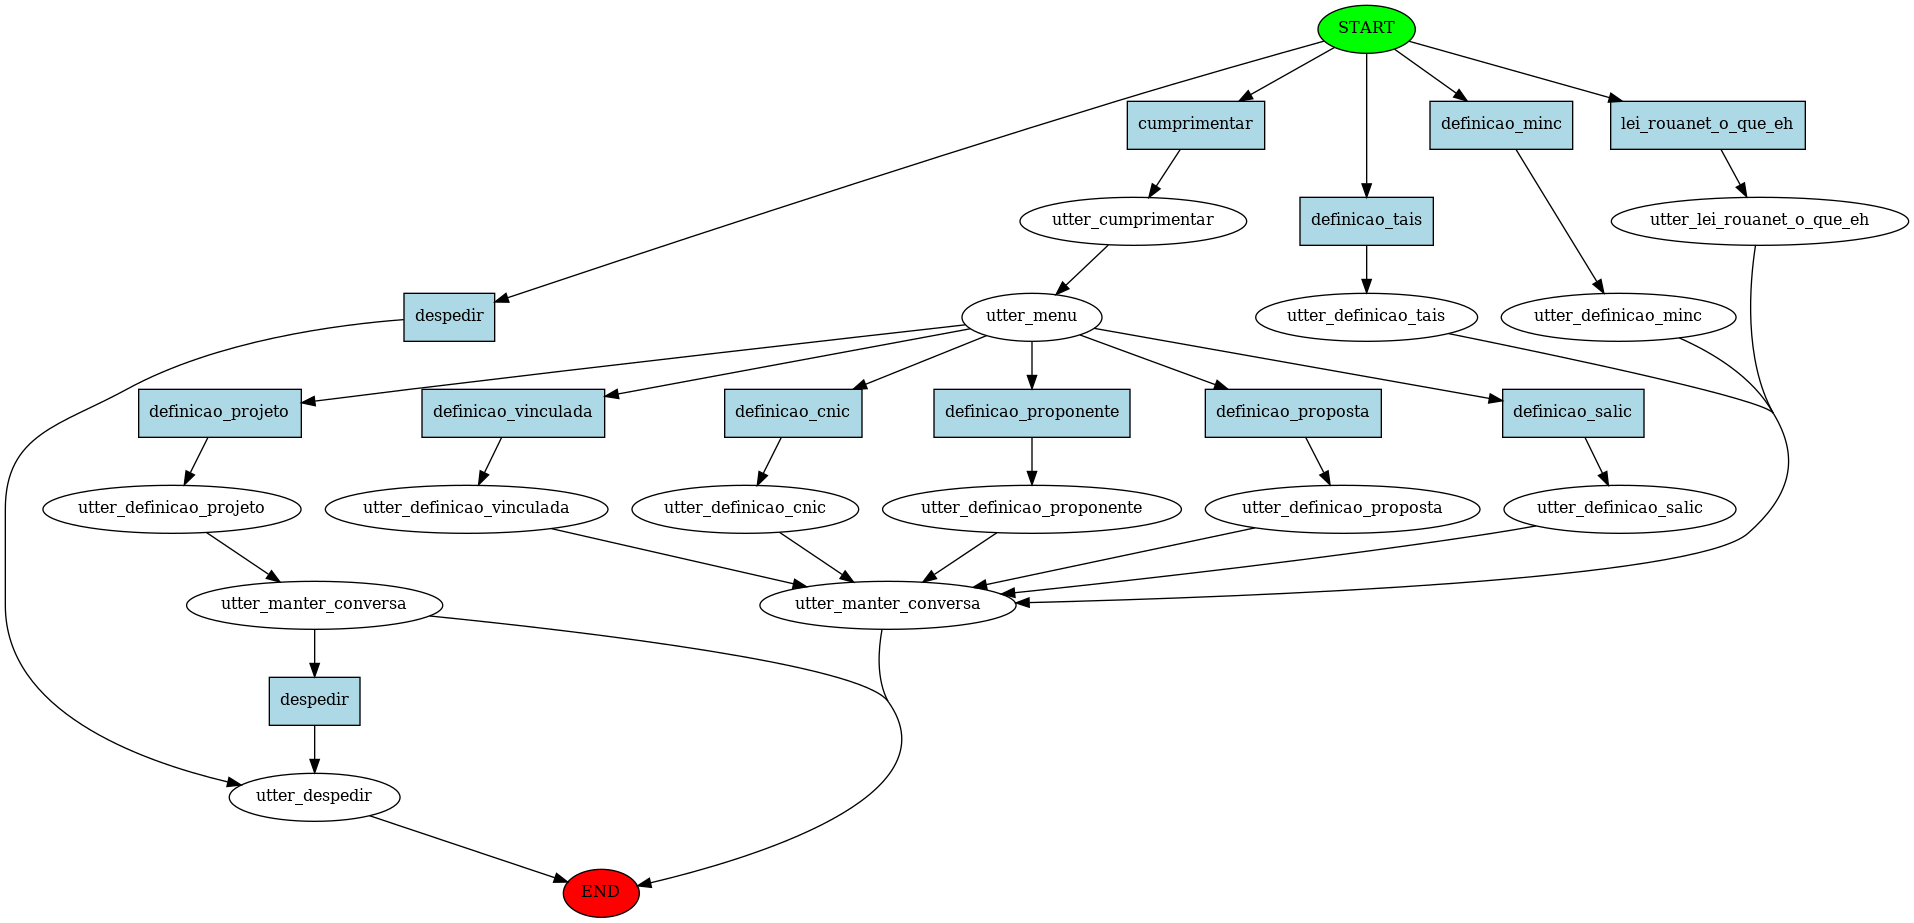 START
cumprimentar
definicao_minc
lei_rouanet_o_que_eh
utter_cumprimentar
definicao_tais
utter_lei_rouanet_o_que_eh
despedir
utter_menu
utter_definicao_tais
utter_definicao_minc
definicao_projeto
definicao_vinculada
definicao_cnic
definicao_proponente
definicao_proposta
definicao_salic
utter_definicao_projeto
utter_definicao_vinculada
utter_definicao_cnic
utter_definicao_proponente
utter_definicao_proposta
utter_definicao_salic
utter_manter_conversa
utter_manter_conversa
despedir
utter_despedir
END